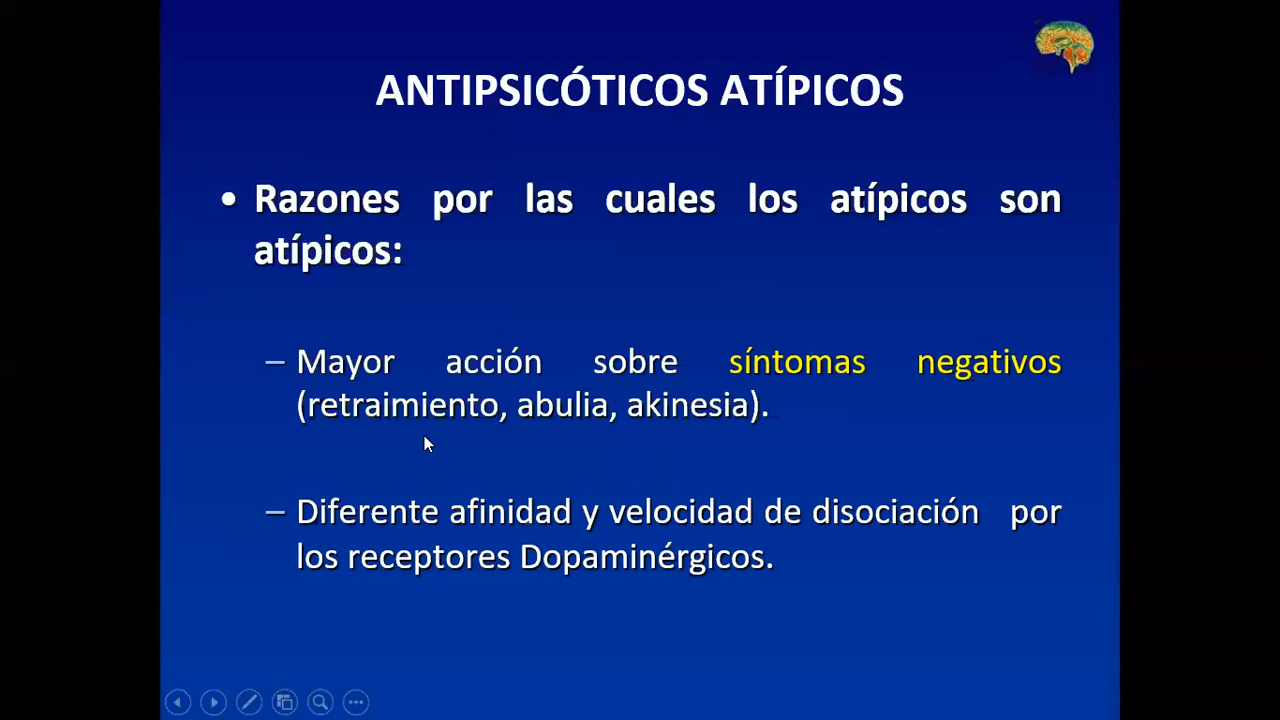 ANTIPSICÓTICOS ATÍPICOS
• Razones por las cuales los atípicos son
atípicos:
– Mayor acción sobre síntomas negativos
(retraimiento, abulia, akinesia).
– Diferente afinidad y velocidad de disociación por
los receptores Dopaminérgicos.